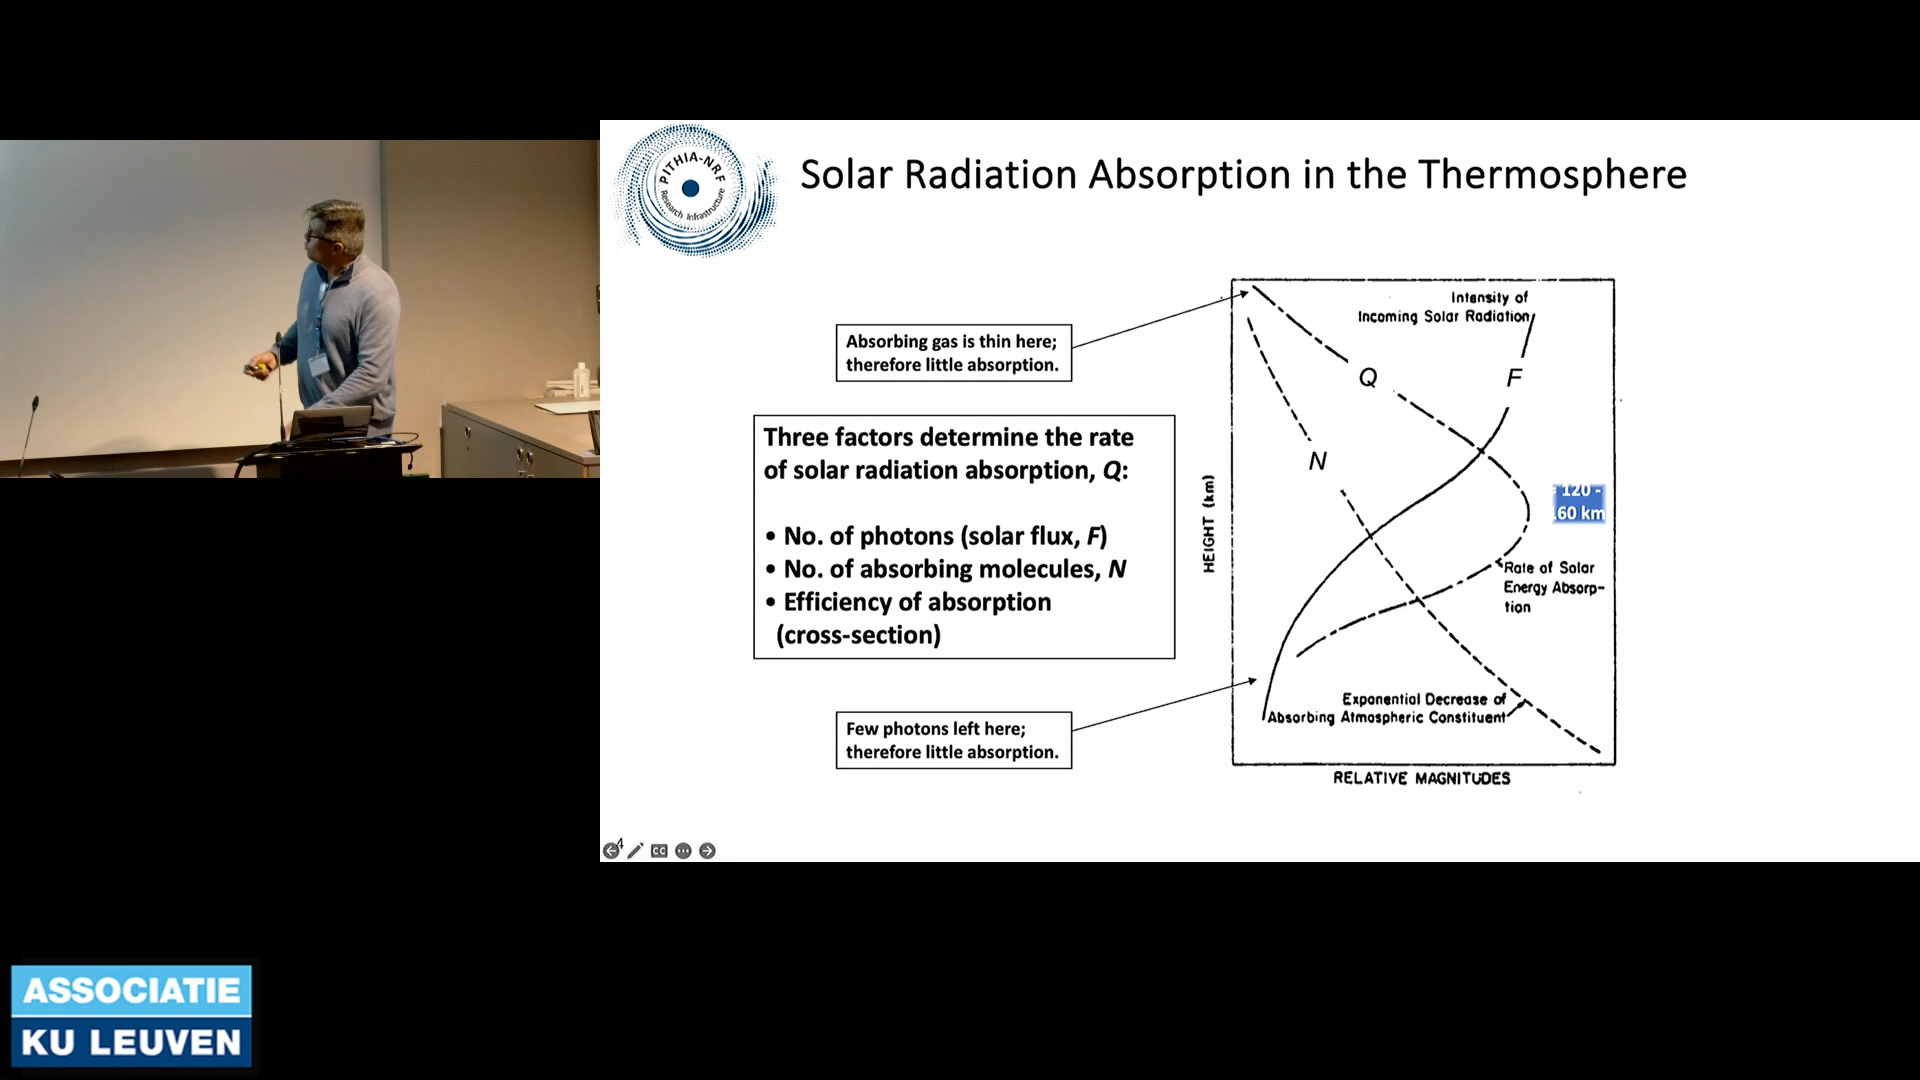 PITHIA-NRF
Research Infrastructure
Solar Radiation Absorption in the Thermosphere
Absorbing gas is thin here;
therefore little absorption.
Three factors determine the rate
of solar radiation absorption, Q:
• No. of photons (solar flux, F)
• No. of absorbing molecules, N
• Efficiency of absorption
(cross-section)
Few photons left here;
therefore little absorption.
Intensity of
Incoming Solar Radiation
Q
F
N
HEIGHT (km)
120 -
60 km
Rate of Solar
Energy Absorp-
tion
Exponential Decrease of
Absorbing Atmospheric Constituent
RELATIVE MAGNITUDES
4
CC
ASSOCIATIE
KU LEUVEN